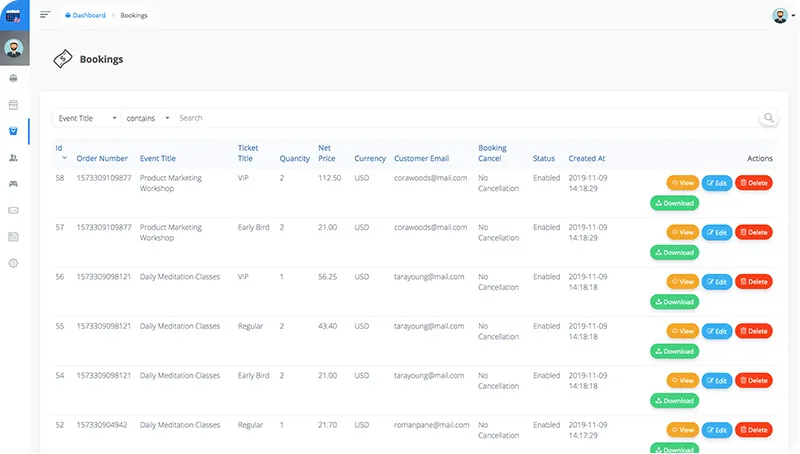 Dashboard Bookings
Bookings
Event Title contains Search
Id Order Number Event Title Ticket Title Quantity Net Price Currency Customer Email Booking Cancel Status Created At Actions
58 1573309109877 Product Marketing Workshop VIP 2 112.50 USD corawoods@mail.com No Cancellation Enabled 2019-11-09 14:18:29 View Edit Delete
Download
57 1573309109877 Product Marketing Workshop Early Bird 2 21.00 USD corawoods@mail.com No Cancellation Enabled 2019-11-09 14:18:29 View Edit Delete
Download
56 1573309098121 Daily Meditation Classes VIP 1 56.25 USD tarayoung@mail.com No Cancellation Enabled 2019-11-09 14:18:18 View Edit Delete
Download
55 1573309098121 Daily Meditation Classes Regular 2 43.40 USD tarayoung@mail.com No Cancellation Enabled 2019-11-09 14:18:18 View Edit Delete
Download
54 1573309098121 Daily Meditation Classes Early Bird 2 21.00 USD tarayoung@mail.com No Cancellation Enabled 2019-11-09 14:18:18 View Edit Delete
Download
52 1573304904942 Daily Meditation Classes Regular 1 21.70 USD romanpane@mail.com No Cancellation Enabled 2019-11-09 14:17:29 View Edit Delete
Download